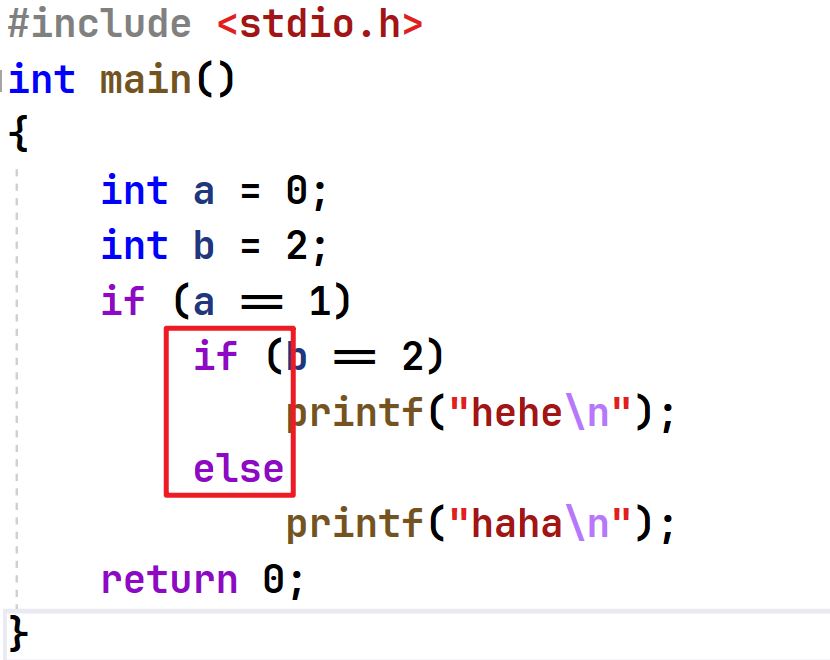 #include <stdio.h>
int main()
{
    int a = 0;
    int b = 2;
    if (a == 1)
        if (b == 2)
            printf("hehe\n");
        else
            printf("haha\n");
    return 0;
}